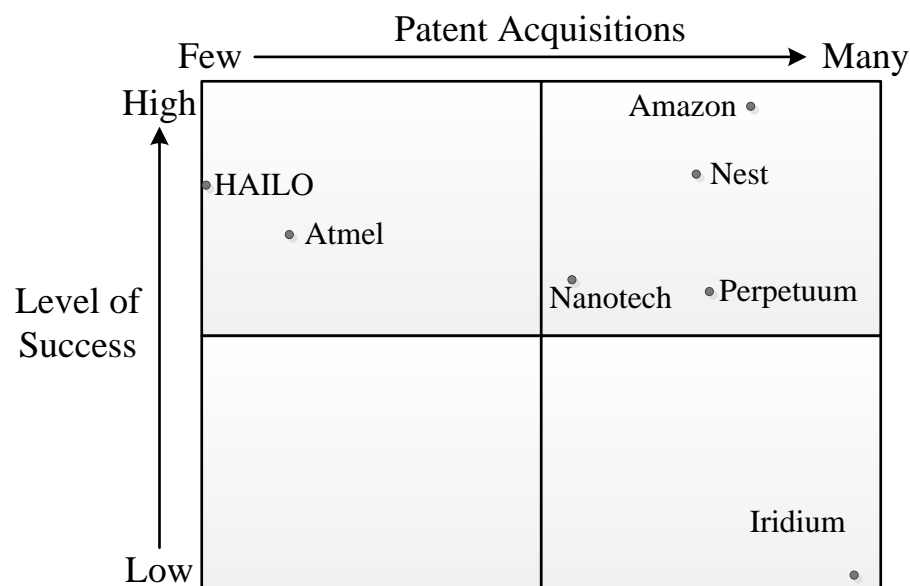 Patent Acquisitions
Few
Many
High
Amazon
Nest
HAILO
Atmel
Nanotech
Perpetuum
Level of
Success
Iridium
Low